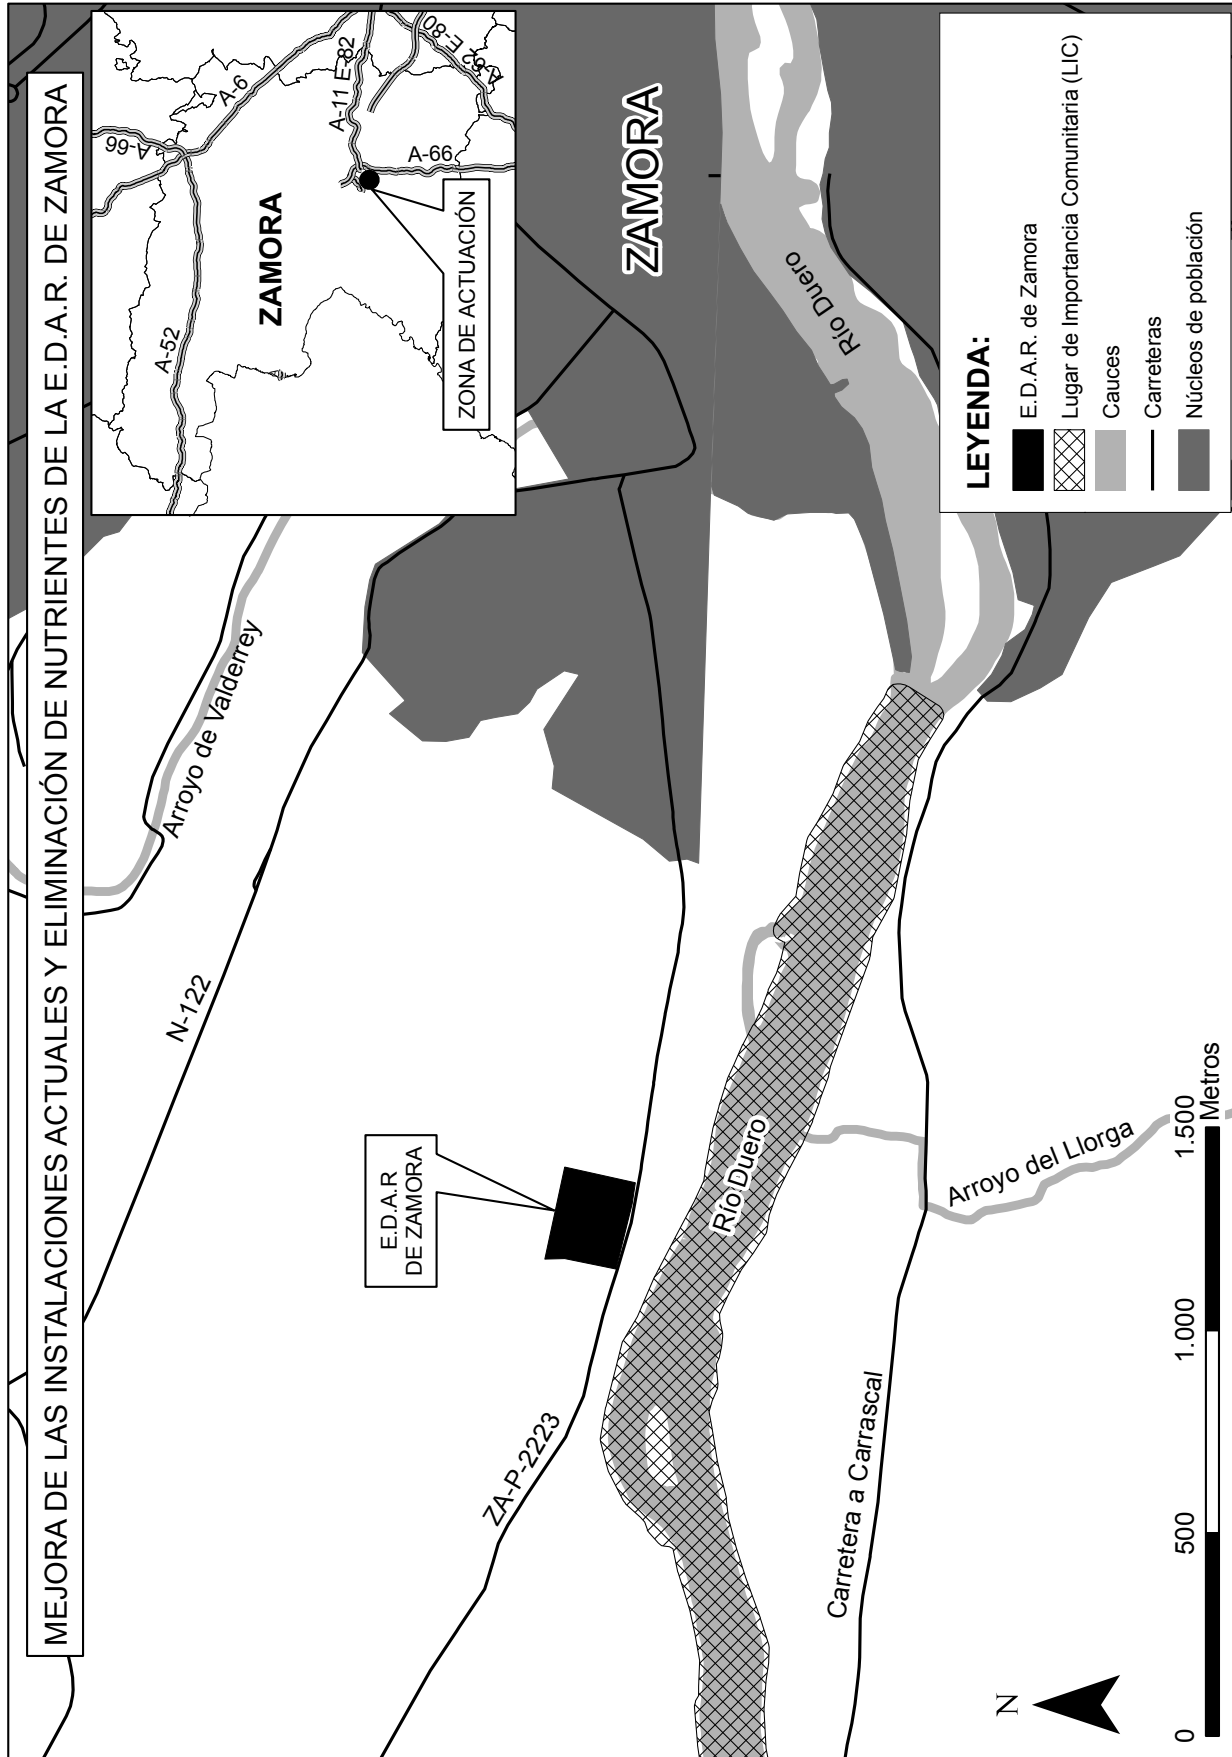 MEJORA DE LAS INSTALACIONES ACTUALES Y ELIMINACIÓN DE NUTRIENTES DE LA E.D.A.R. DE ZAMORA
A-66
A-6
A-52
A-11 E-82
A-62 E-80
A-66
ZAMORA
ZONA DE ACTUACIÓN
Arroyo de Valderrey
N-122
E.D.A.R
DE ZAMORA
ZA-P-2223
ZAMORA
Río Duero
Río Duero
Carretera a Carrascal
Arroyo del Llorga
LEYENDA:
E.D.A.R. de Zamora
Lugar de Importancia Comunitaria (LIC)
Cauces
Carreteras
Núcleos de población
N
0 500 1.000 1.500
Metros